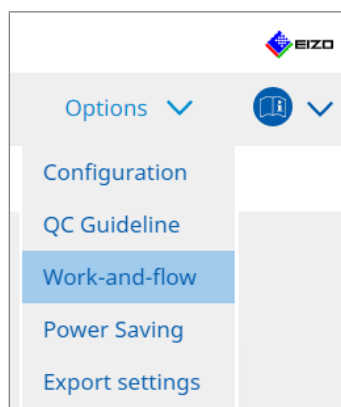 EIZO
Options
Configuration
QC Guideline
Work-and-flow
Power Saving
Export settings